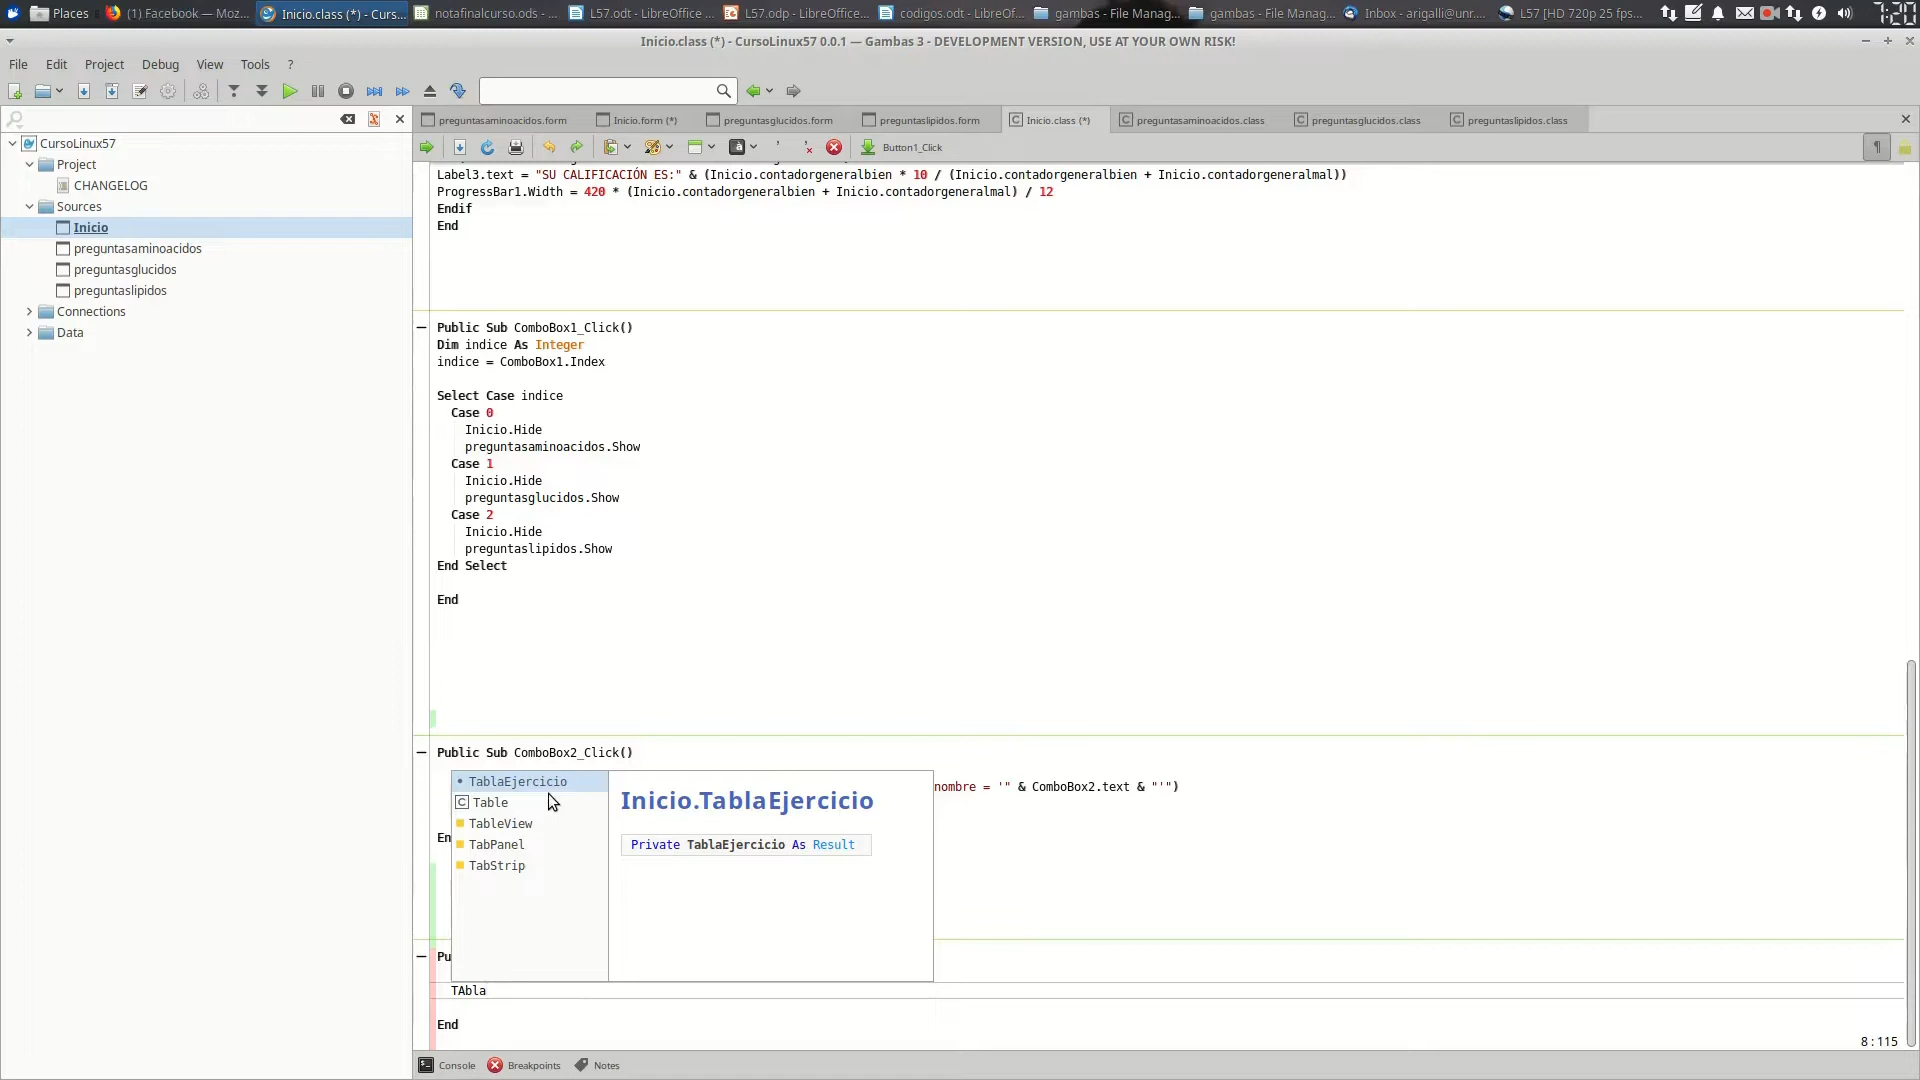 Places
(1) Facebook — Moz...
Inicio.class (*) - Curs...
notafinalcurso.ods - ...
L57.odt - LibreOffice ...
L57.odp - LibreOffice...
codigos.odt - LibreOf...
gambas - File Manag...
gambas - File Manag...
Inbox - arigalli@unr....
L57 [HD 720p 25 fps...
7:20
Inicio.class (*) - CursoLinux57 0.0.1 — Gambas 3 - DEVELOPMENT VERSION, USE AT YOUR OWN RISK!
File Edit Project Debug View Tools ?
preguntasaminoacidos.form
Inicio.form (*)
preguntasglucidos.form
preguntaslipidos.form
Inicio.class (*)
preguntasaminoacidos.class
preguntasglucidos.class
preguntaslipidos.class
Button1_Click
CursoLinux57
Project
CHANGELOG
Sources
Inicio
preguntasaminoacidos
preguntasglucidos
preguntaslipidos
Connections
Data
Label3.text = "SU CALIFICACIÓN ES:" & (Inicio.contadorgeneralbien * 10 / (Inicio.contadorgeneralbien + Inicio.contadorgeneralmal))
ProgressBar1.Width = 420 * (Inicio.contadorgeneralbien + Inicio.contadorgeneralmal) / 12
Endif
End
Public Sub ComboBox1_Click()
Dim indice As Integer
indice = ComboBox1.Index
Select Case indice
Case 0
Inicio.Hide
preguntasaminoacidos.Show
Case 1
Inicio.Hide
preguntasglucidos.Show
Case 2
Inicio.Hide
preguntaslipidos.Show
End Select
End
Public Sub ComboBox2_Click()
nombre = '" & ComboBox2.text & "'")
En
TablaEjercicio
Table
TableView
TabPanel
TabStrip
Inicio.TablaEjercicio
Private TablaEjercicio As Result
Pu
TAbla
End
8:115
Console
Breakpoints
Notes